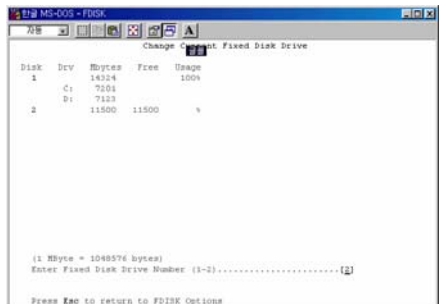 한글 MS-DOS - FDISK
자동 A
Change Current Fixed Disk Drive
Disk Drv Mbytes Free Usage
1 14324 100%
C: 7201
D: 7123
2 11500 11500 %
(1 MByte = 1048576 bytes)
Enter Fixed Disk Drive Number (1-2).......................[2]
Press Esc to return to FDISK Options